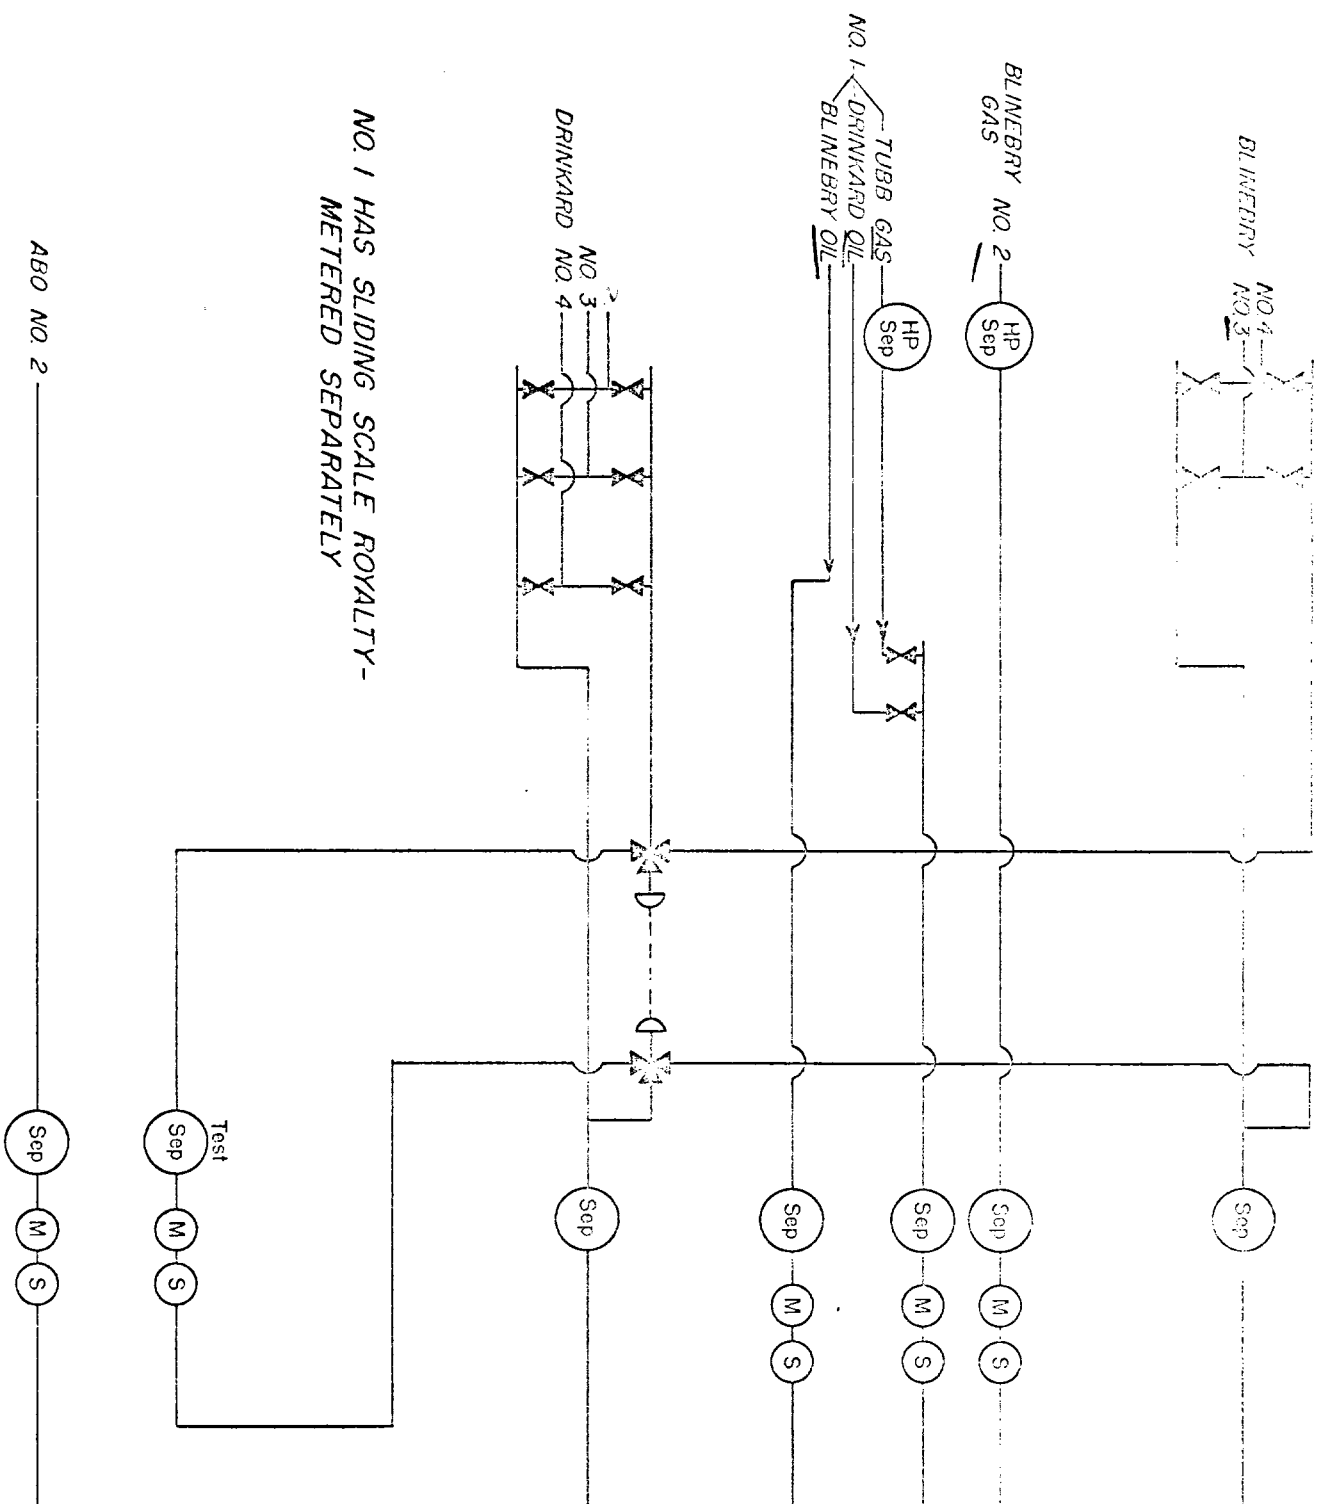 BLINEBRY NO. 4
NO. 3
BLINEBRY NO. 2
GAS
HP
Sep
NO. 1
TUBB GAS
DRINKARD OIL
BLINEBRY OIL
HP
Sep
NO. 3
DRINKARD NO. 4
NO. 1 HAS SLIDING SCALE ROYALTY-
METERED SEPARATELY
ABO NO. 2
Sep
Sep
M
S
Sep
M
S
Sep
M
S
Sep
Test
Sep
M
S
Sep
M
S